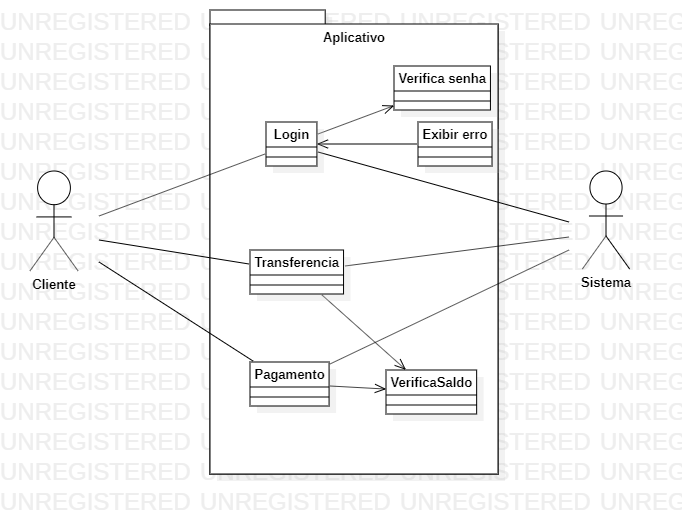 Aplicativo
Verifica senha
Login
Exibir erro
Cliente
Sistema
Transferencia
Pagamento
VerificaSaldo
UNREGISTERED UNREGISTERED UNREGISTERED UNREGISTERED